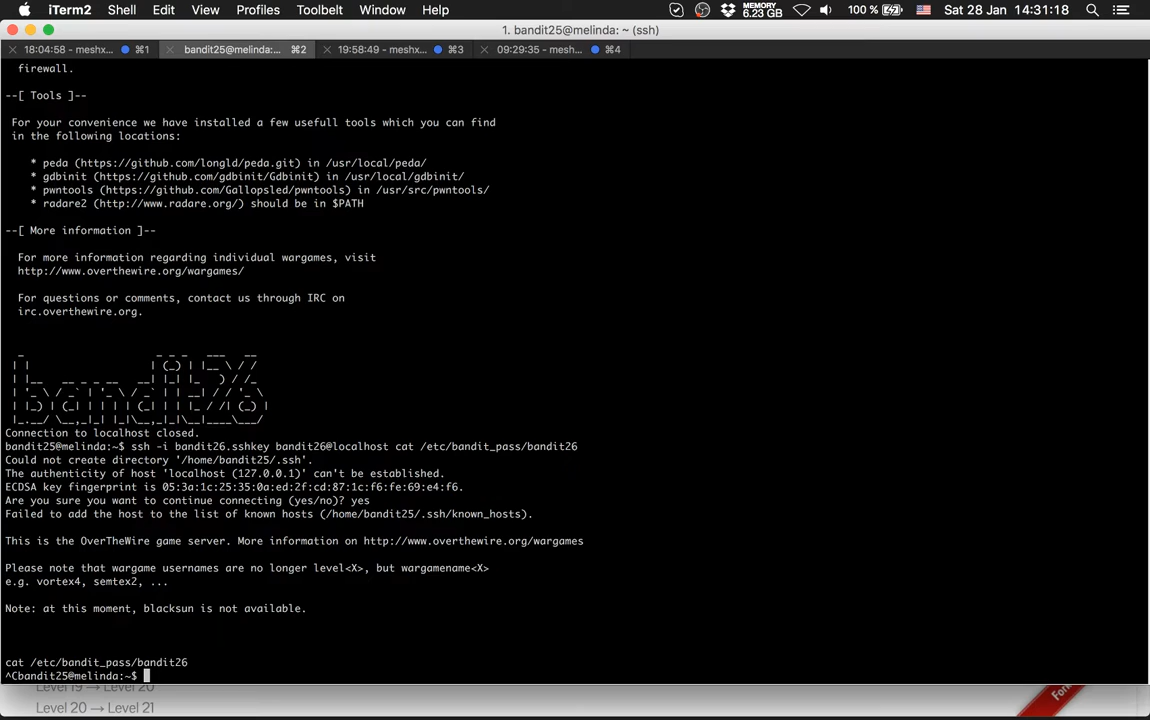 iTerm2 Shell Edit View Profiles Toolbelt Window Help MEMORY 6.23 GB 100 % Sat 28 Jan 14:31:18
1. bandit25@melinda: ~ (ssh)
18:04:58 - meshx... ⌘1 bandit25@melinda:... ⌘2 19:58:49 - meshx... ⌘3 09:29:35 - mesh... ⌘4
firewall.
--[ Tools ]--
For your convenience we have installed a few usefull tools which you can find
in the following locations:
* peda (https://github.com/longld/peda.git) in /usr/local/peda/
* gdbinit (https://github.com/gdbinit/Gdbinit) in /usr/local/gdbinit/
* pwntools (https://github.com/Gallopsled/pwntools) in /usr/src/pwntools/
* radare2 (http://www.radare.org/) should be in $PATH
--[ More information ]--
For more information regarding individual wargames, visit
http://www.overthewire.org/wargames/
For questions or comments, contact us through IRC on
irc.overthewire.org.
bandit26
Connection to localhost closed.
bandit25@melinda:~$ ssh -i bandit26.sshkey bandit26@localhost cat /etc/bandit_pass/bandit26
Could not create directory '/home/bandit25/.ssh'.
The authenticity of host 'localhost (127.0.0.1)' can't be established.
ECDSA key fingerprint is 05:3a:1c:25:35:0a:ed:2f:cd:87:1c:f6:fe:69:e4:f6.
Are you sure you want to continue connecting (yes/no)? yes
Failed to add the host to the list of known hosts (/home/bandit25/.ssh/known_hosts).
This is the OverTheWire game server. More information on http://www.overthewire.org/wargames
Please note that wargame usernames are no longer level<X>, but wargamename<X>
e.g. vortex4, semtex2, ...
Note: at this moment, blacksun is not available.
cat /etc/bandit_pass/bandit26
^Cbandit25@melinda:~$
Level 19 → Level 20
Level 20 → Level 21